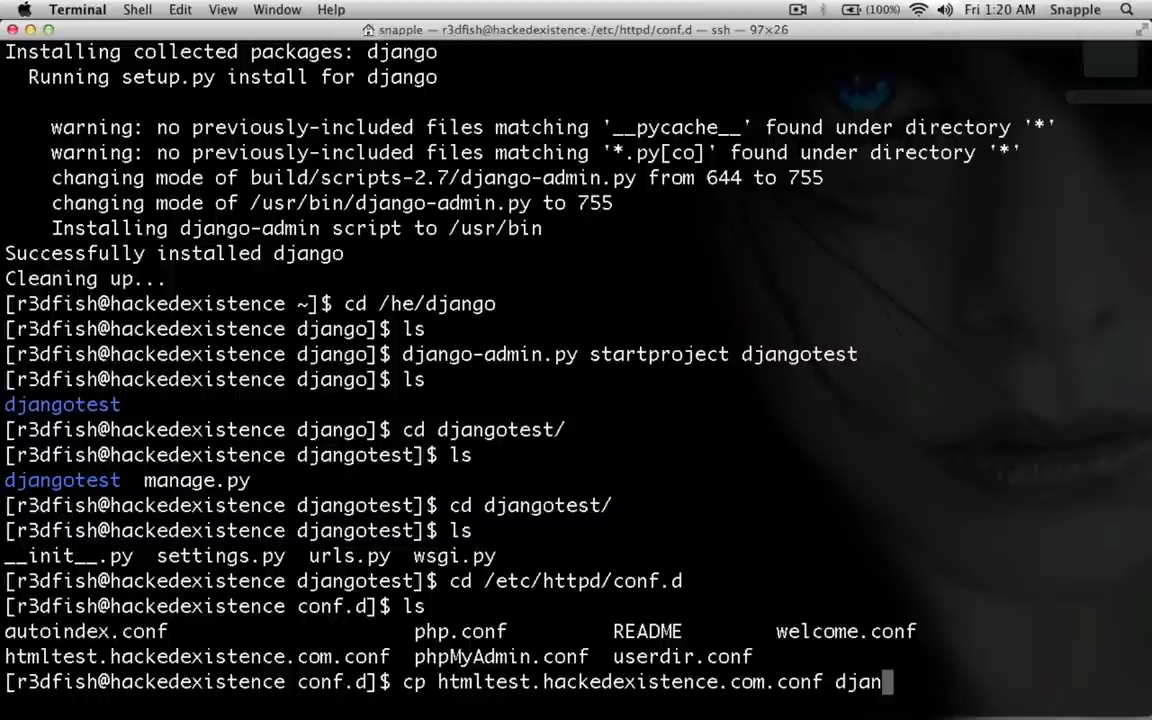 Terminal Shell Edit View Window Help (100%) Fri 1:20 AM Snapple
snapple — r3dfish@hackedexistence:/etc/httpd/conf.d — ssh — 97×26
Installing collected packages: django
  Running setup.py install for django
    warning: no previously-included files matching '__pycache__' found under directory '*'
    warning: no previously-included files matching '*.py[co]' found under directory '*'
    changing mode of build/scripts-2.7/django-admin.py from 644 to 755
    changing mode of /usr/bin/django-admin.py to 755
    Installing django-admin script to /usr/bin
Successfully installed django
Cleaning up...
[r3dfish@hackedexistence ~]$ cd /he/django
[r3dfish@hackedexistence django]$ ls
[r3dfish@hackedexistence django]$ django-admin.py startproject djangotest
[r3dfish@hackedexistence django]$ ls
djangotest
[r3dfish@hackedexistence django]$ cd djangotest/
[r3dfish@hackedexistence djangotest]$ ls
djangotest  manage.py
[r3dfish@hackedexistence djangotest]$ cd djangotest/
[r3dfish@hackedexistence djangotest]$ ls
__init__.py  settings.py  urls.py  wsgi.py
[r3dfish@hackedexistence djangotest]$ cd /etc/httpd/conf.d
[r3dfish@hackedexistence conf.d]$ ls
autoindex.conf                     php.conf         README        welcome.conf
htmltest.hackedexistence.com.conf  phpMyAdmin.conf  userdir.conf
[r3dfish@hackedexistence conf.d]$ cp htmltest.hackedexistence.com.conf djan